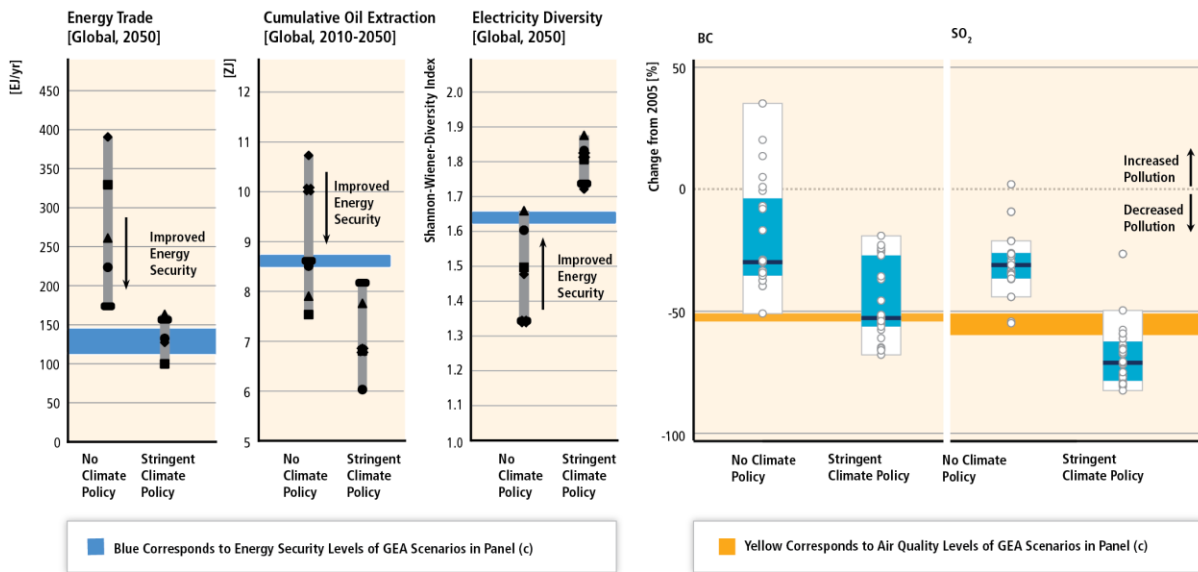 Energy Trade
[Global, 2050]
[EJ/yr]
450
400
350
300
250
200
150
100
50
0
Improved
Energy
Security
No
Climate
Policy
Stringent
Climate
Policy
Cumulative Oil Extraction
[Global, 2010-2050]
[ZJ]
12
11
10
9
8
7
6
5
Improved
Energy
Security
No
Climate
Policy
Stringent
Climate
Policy
Electricity Diversity
[Global, 2050]
Shannon-Wiener-Diversity Index
2.0
1.9
1.8
1.7
1.6
1.5
1.4
1.3
1.2
1.1
1.0
Improved
Energy
Security
No
Climate
Policy
Stringent
Climate
Policy
Blue Corresponds to Energy Security Levels of GEA Scenarios in Panel (c)
BC
SO2
Change from 2005 [%]
50
0
-50
-100
Increased
Pollution
Decreased
Pollution
No Climate
Policy
Stringent
Climate Policy
No Climate
Policy
Stringent
Climate Policy
Yellow Corresponds to Air Quality Levels of GEA Scenarios in Panel (c)